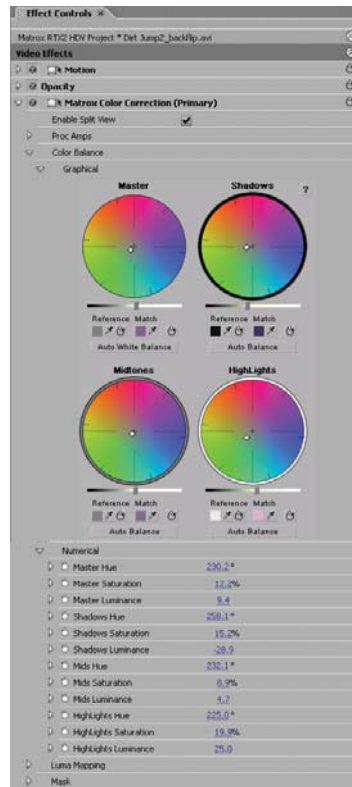 Effect Controls ×
Matrox RTX2 HDV Project * Dirt Jump2_backflip.avi
Video Effects
Motion
Opacity
Matrox Color Correction (Primary)
Enable Split View
Proc Amps
Color Balance
Graphical
Master Shadows ?
Reference Match Reference Match
Auto White Balance Auto Balance
Midtones HighLights
Reference Match Reference Match
Auto Balance Auto Balance
Numerical
Master Hue 230.2°
Master Saturation 12.2%
Master Luminance 9.4
Shadows Hue 258.1°
Shadows Saturation 15.2%
Shadows Luminance -28.9
Mids Hue 232.1°
Mids Saturation 8.9%
Mids Luminance 4.7
HighLights Hue 225.0°
HighLights Saturation 19.9%
HighLights Luminance 25.0
Luma Mapping
Mask